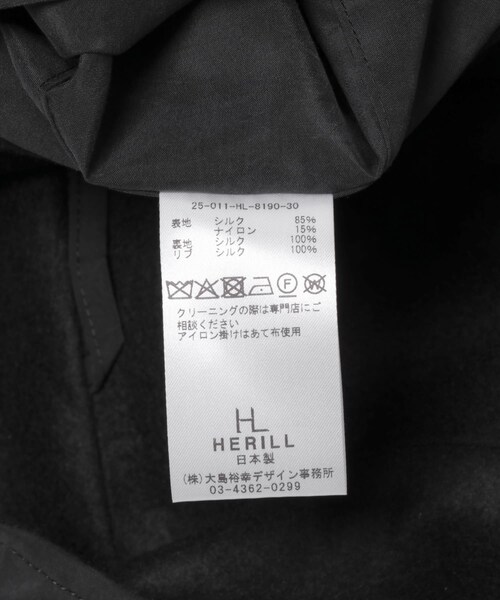 25-011-HL-8190-30
表地 シルク 85%
ナイロン 15%
裏地 シルク 100%
リブ シルク 100%
クリーニングの際は専門店にご
相談ください
アイロン掛けはあて布使用
HL
HERILL
日本製
(株)大島裕幸デザイン事務所
03-4362-0299